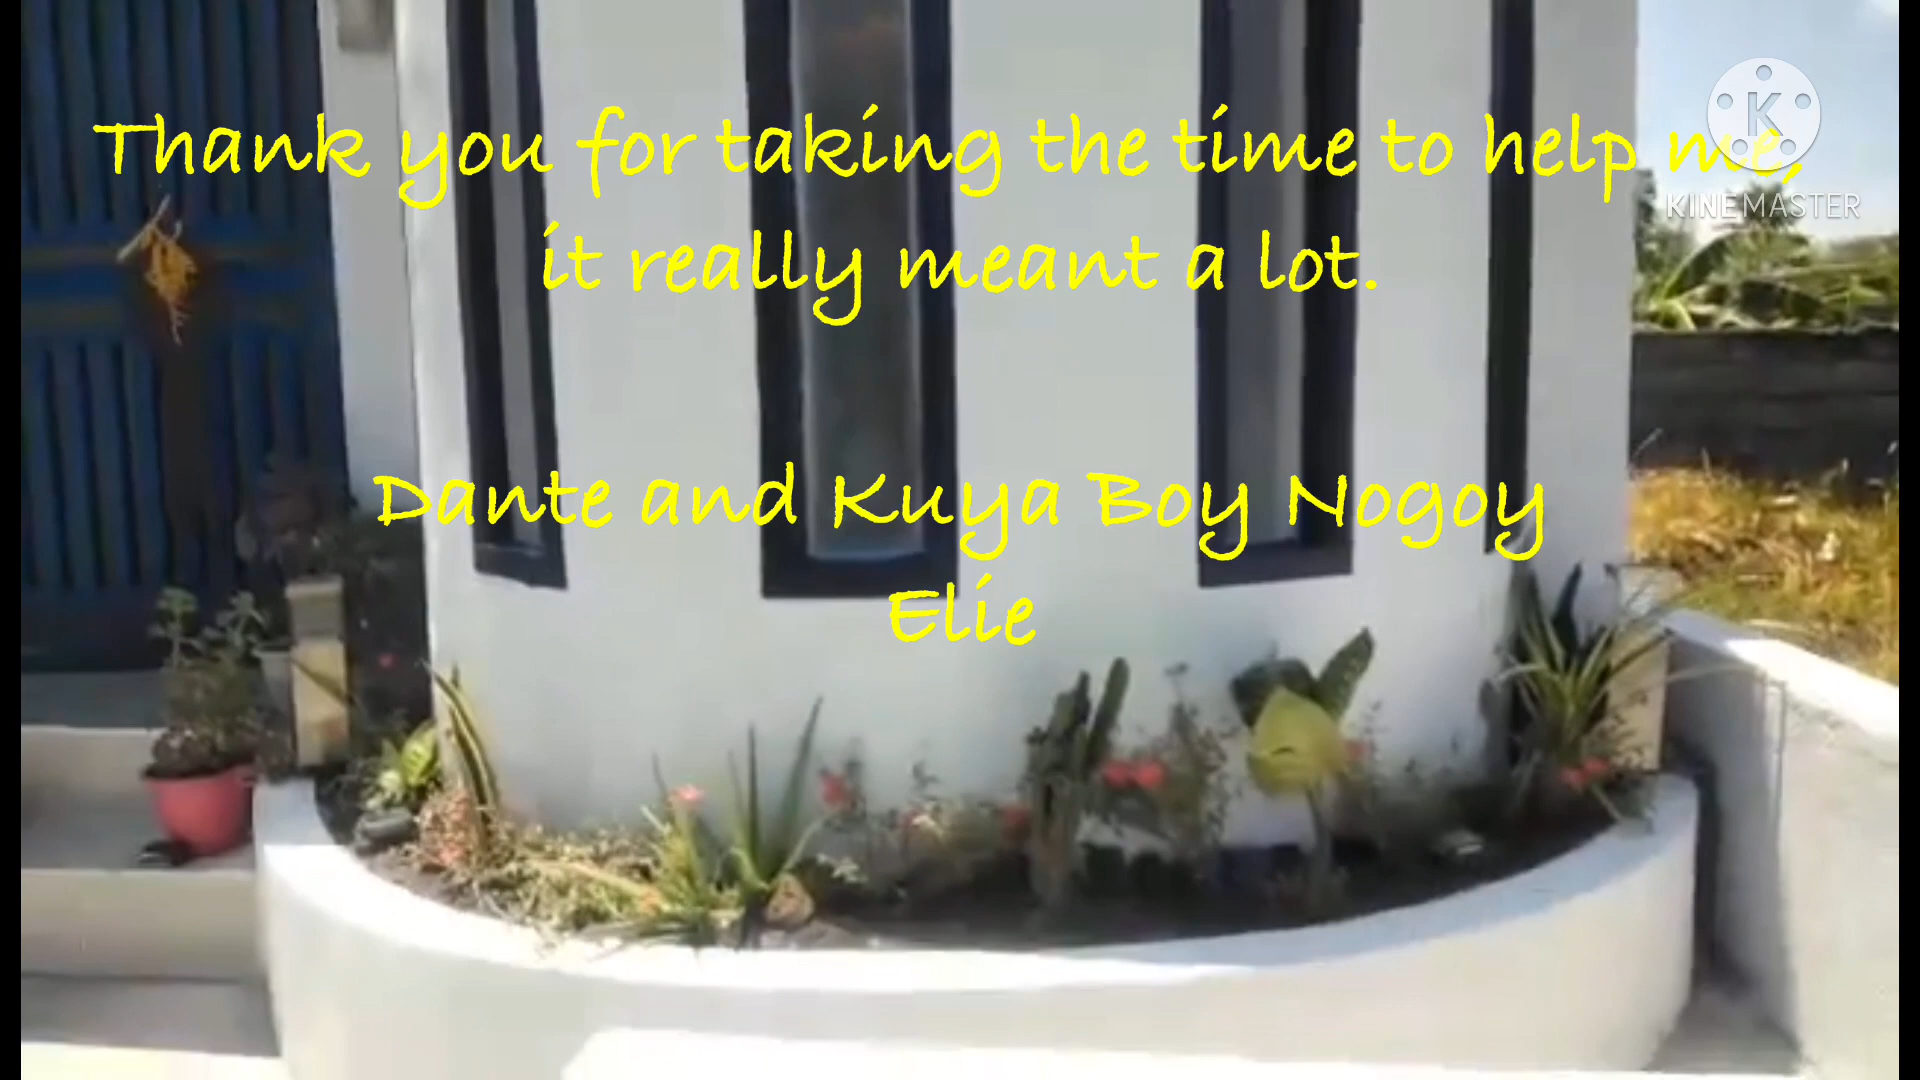 Thank you for taking the time to help me,
it really meant a lot.
Dante and Kuya Boy Nogoy
Elie
K
KINEMASTER